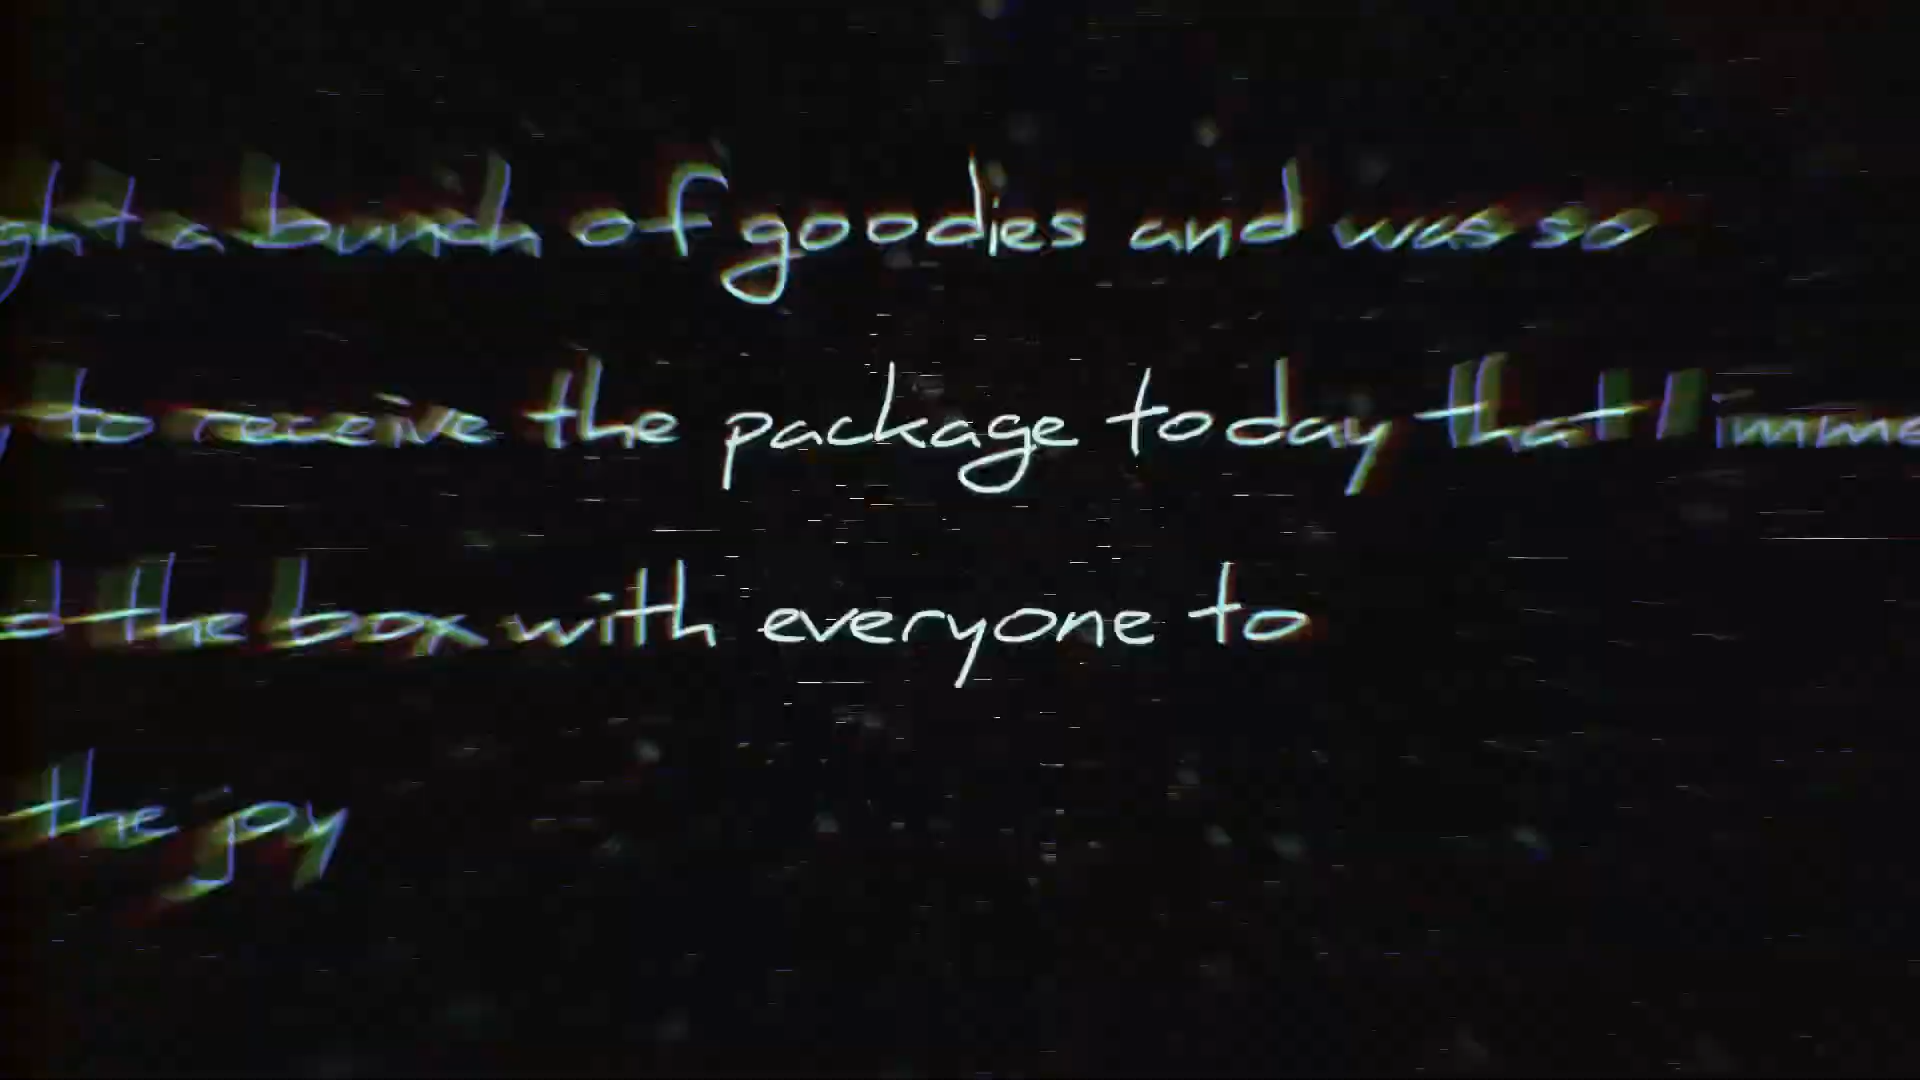 ght a bunch of goodies and was so
to receive the package today that I imme
d the box with everyone to
the joy